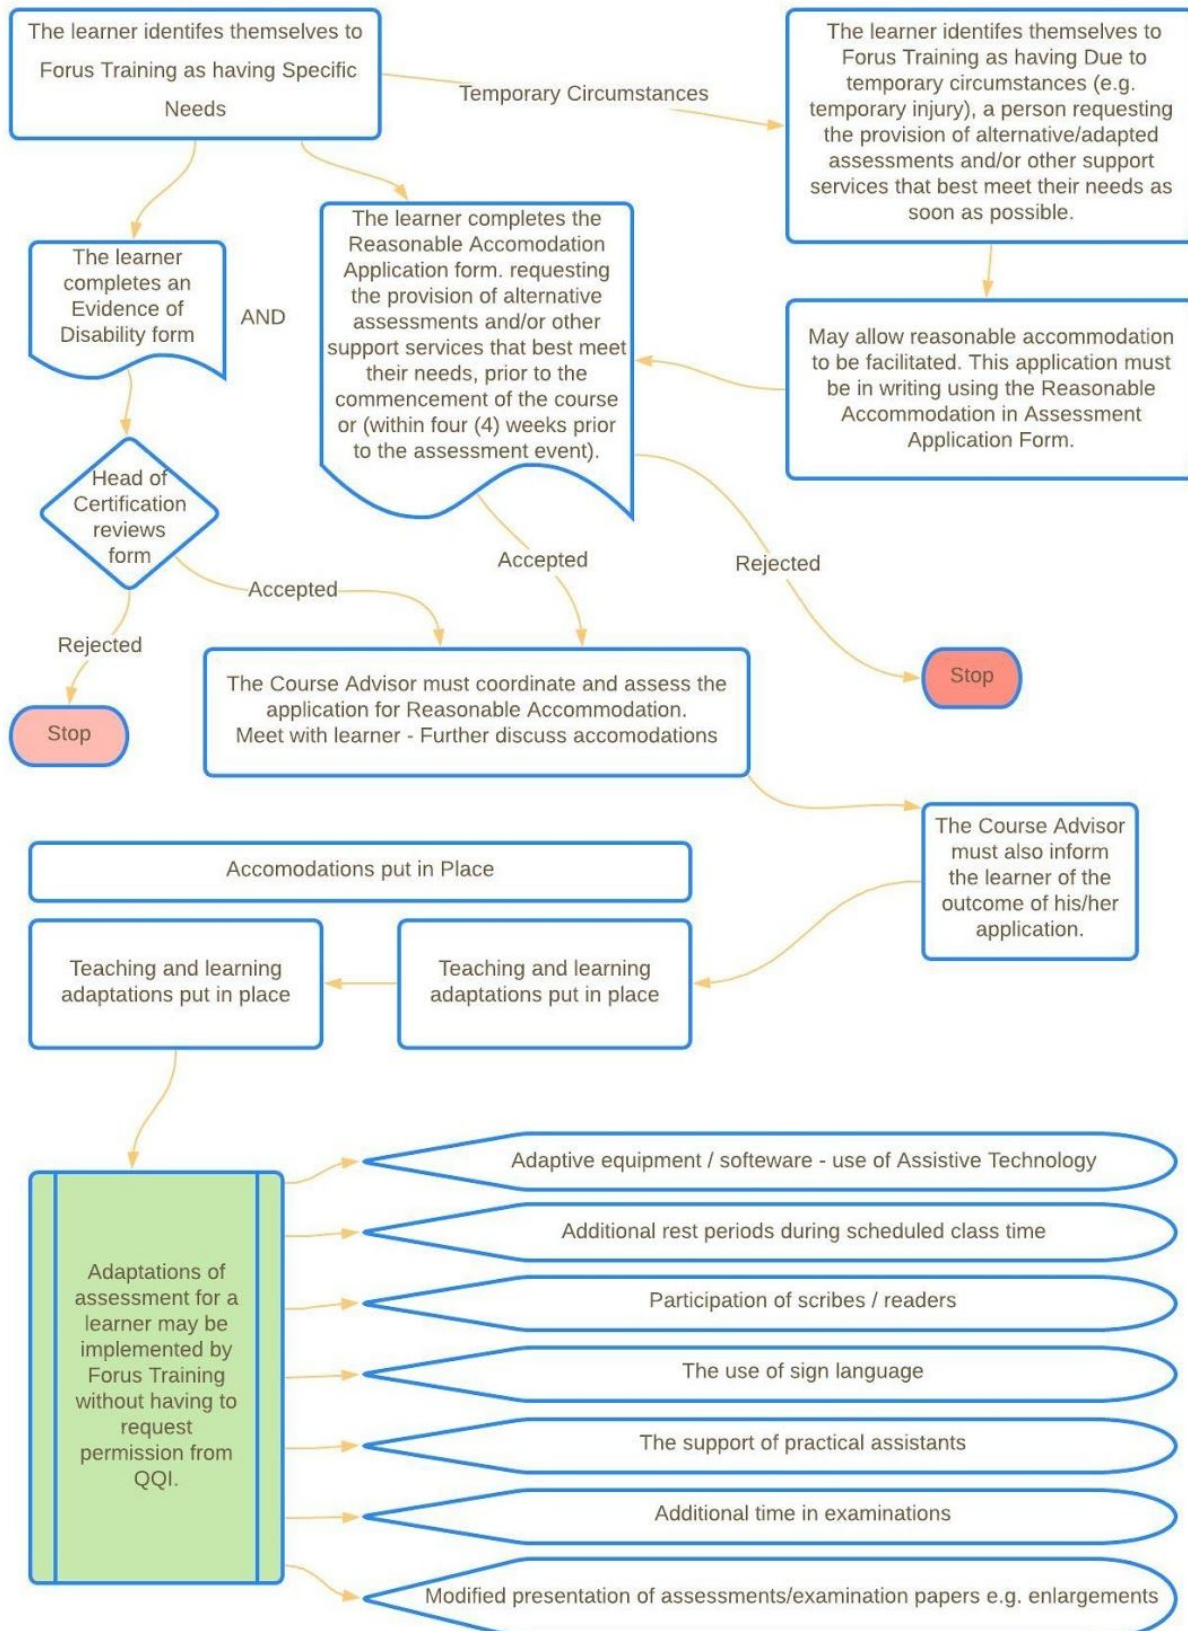 The learner identifes themselves to
Forus Training as having Specific
Needs
Temporary Circumstances
The learner identifes themselves to
Forus Training as having Due to
temporary circumstances (e.g.
temporary injury), a person requesting
the provision of alternative/adapted
assessments and/or other support
services that best meet their needs as
soon as possible.
The learner
completes an
Evidence of
Disability form
AND
The learner completes the
Reasonable Accomodation
Application form. requesting
the provision of alternative
assessments and/or other
support services that best meet
their needs, prior to the
commencement of the course
or (within four (4) weeks prior
to the assessment event).
May allow reasonable accommodation
to be facilitated. This application must
be in writing using the Reasonable
Accommodation in Assessment
Application Form.
Head of
Certification
reviews
form
Accepted
Accepted
Rejected
Rejected
Stop
Stop
The Course Advisor must coordinate and assess the
application for Reasonable Accommodation.
Meet with learner - Further discuss accomodations
The Course Advisor
must also inform
the learner of the
outcome of his/her
application.
Accomodations put in Place
Teaching and learning
adaptations put in place
Teaching and learning
adaptations put in place
Adaptations of
assessment for a
learner may be
implemented by
Forus Training
without having to
request
permission from
QQI.
Adaptive equipment / softeware - use of Assistive Technology
Additional rest periods during scheduled class time
Participation of scribes / readers
The use of sign language
The support of practical assistants
Additional time in examinations
Modified presentation of assessments/examination papers e.g. enlargements